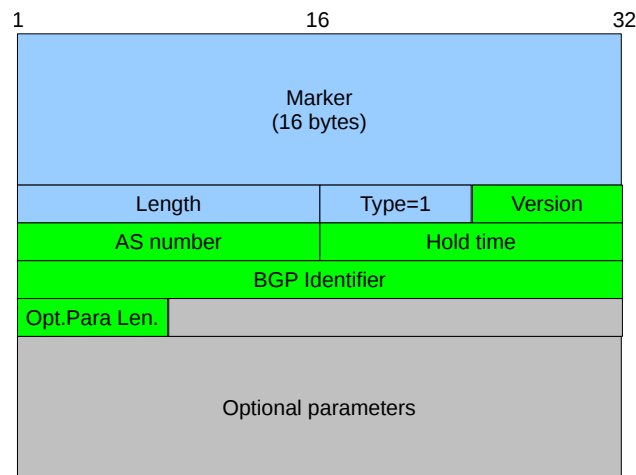 1 16 32
Marker
(16 bytes)
Length Type=1 Version
AS number Hold time
BGP Identifier
Opt.Para Len.
Optional parameters